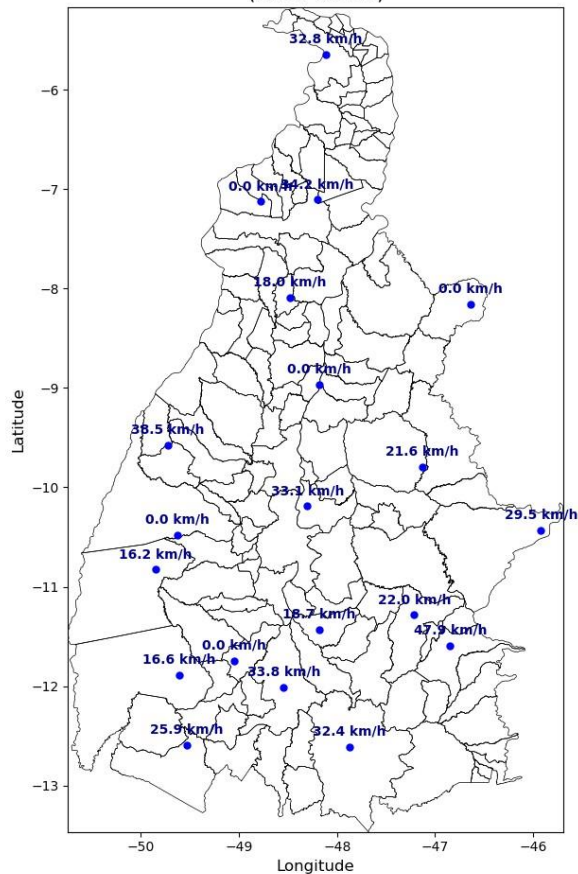 32.8 km/h
−6
0.0 km/h
34.2 km/h
−7
18.0 km/h
0.0 km/h
−8
0.0 km/h
−9
38.5 km/h
21.6 km/h
33.1 km/h
−10
0.0 km/h
29.5 km/h
16.2 km/h
−11
22.0 km/h
18.7 km/h
47.9 km/h
0.0 km/h
16.6 km/h
33.8 km/h
−12
25.9 km/h
32.4 km/h
−13
Latitude
−50
−49
−48
−47
−46
Longitude